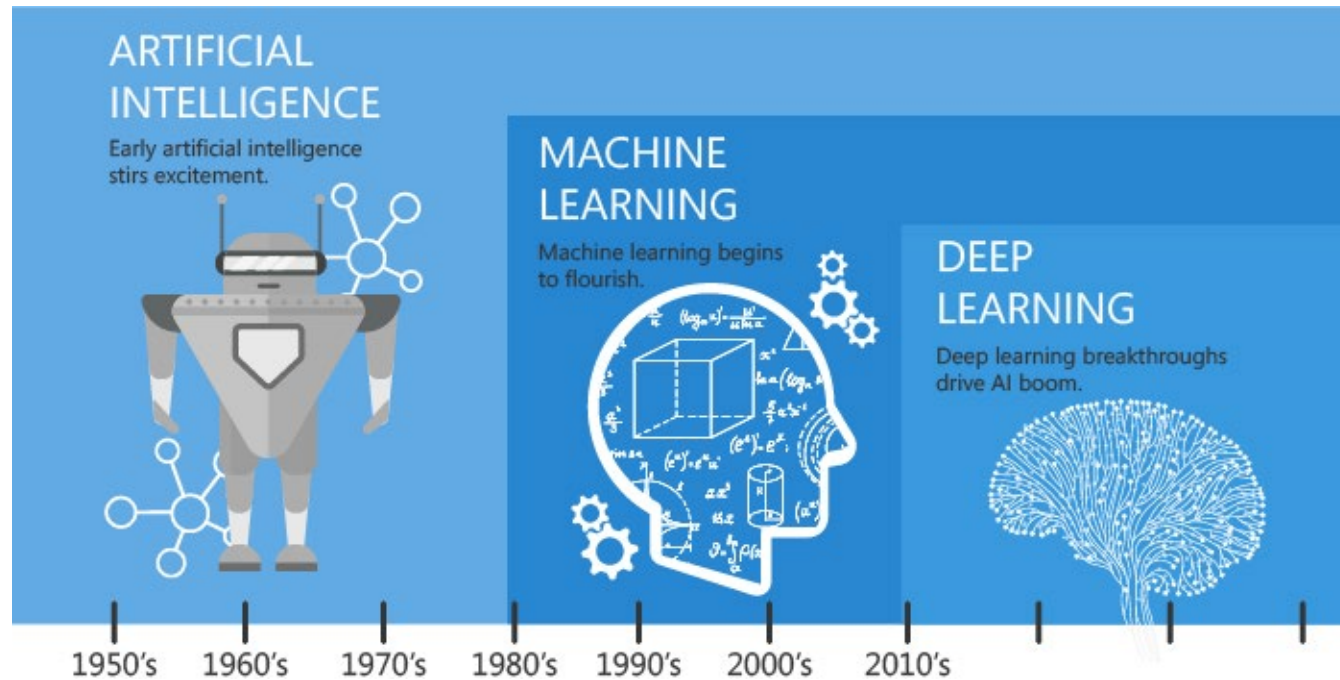 ARTIFICIAL
INTELLIGENCE
Early artificial intelligence
stirs excitement.
MACHINE
LEARNING
Machine learning begins
to flourish.
DEEP
LEARNING
Deep learning breakthroughs
drive AI boom.
1950's 1960's 1970's 1980's 1990's 2000's 2010's